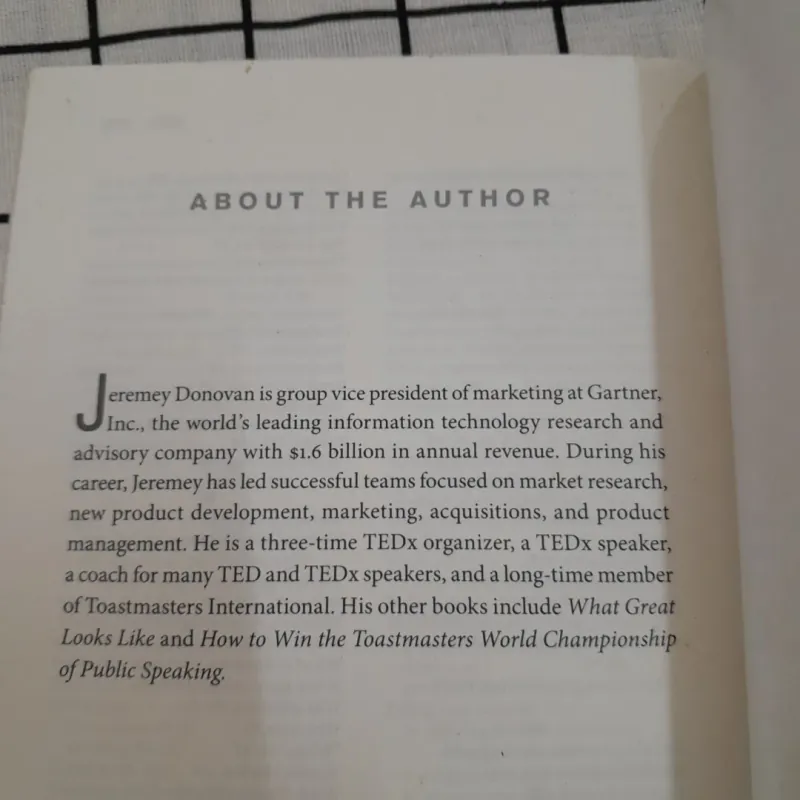 ABOUT THE AUTHOR
Jeremey Donovan is group vice president of marketing at Gartner,
Inc., the world's leading information technology research and
advisory company with $1.6 billion in annual revenue. During his
career, Jeremey has led successful teams focused on market research,
new product development, marketing, acquisitions, and product
management. He is a three-time TEDx organizer, a TEDx speaker,
a coach for many TED and TEDx speakers, and a long-time member
of Toastmasters International. His other books include What Great
Looks Like and How to Win the Toastmasters World Championship
of Public Speaking.